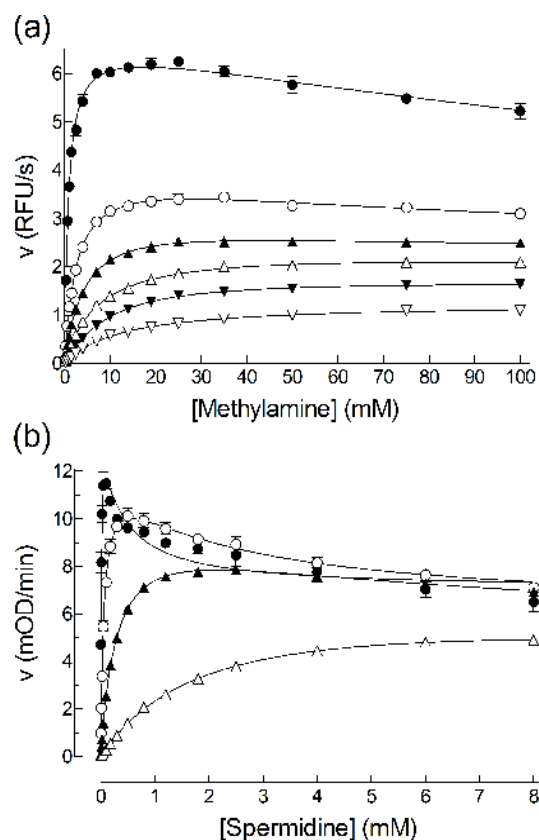 (a)
v (RFU/s)
6
5
4
3
2
1
0
0 10 20 30 40 50 60 70 80 90 100
[Methylamine] (mM)
(b)
v (mOD/min)
12
10
8
6
4
2
0
0 1 2 3 4 5 6 7 8
[Spermidine] (mM)